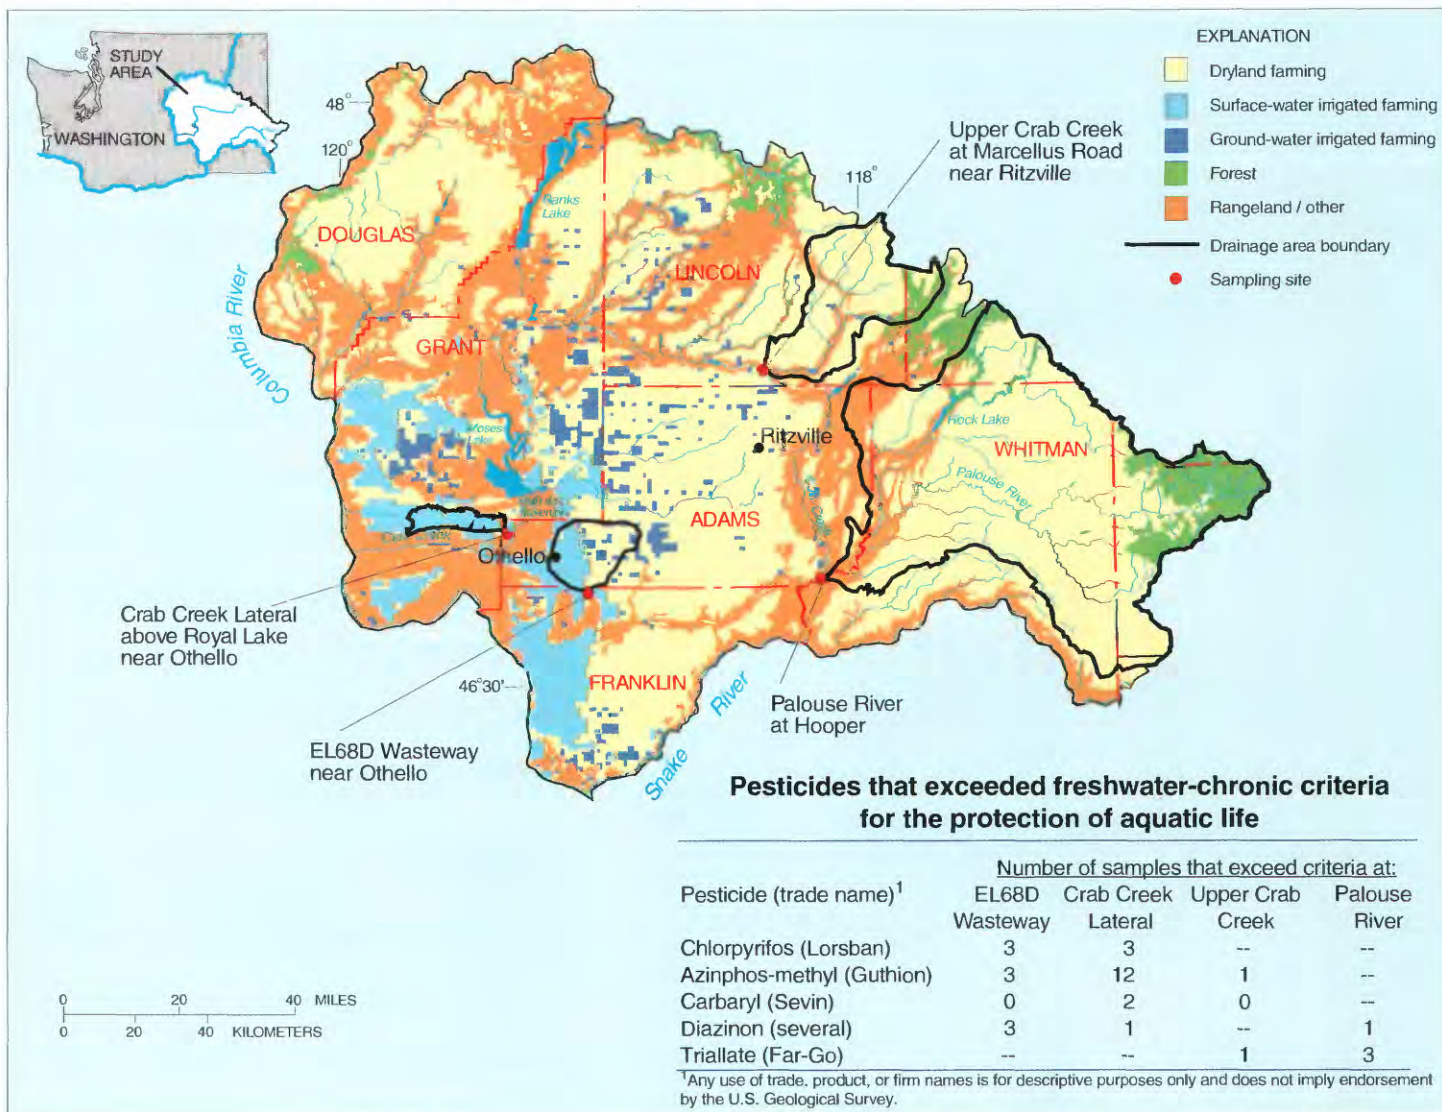 STUDY
AREA
WASHINGTON
48°
120°
118°
46°30'
EXPLANATION
Dryland farming
Surface-water irrigated farming
Ground-water irrigated farming
Forest
Rangeland / other
Drainage area boundary
Sampling site
Upper Crab Creek
at Marcellus Road
near Ritzville
Banks
Lake
DOUGLAS
LINCOLN
Columbia River
GRANT
Moses
Lake
Rock Lake
Ritzville
WHITMAN
Palouse River
ADAMS
Othello
Crab Creek Lateral
above Royal Lake
near Othello
FRANKLIN
Snake River
Palouse River
at Hooper
EL68D Wasteway
near Othello
Pesticides that exceeded freshwater-chronic criteria
for the protection of aquatic life
Number of samples that exceed criteria at:
Pesticide (trade name)1 EL68D Crab Creek Upper Crab Palouse
Wasteway Lateral Creek River
Chlorpyrifos (Lorsban) 3 3 -- --
Azinphos-methyl (Guthion) 3 12 1 --
Carbaryl (Sevin) 0 2 0 --
Diazinon (several) 3 1 -- 1
Triallate (Far-Go) -- -- 1 3
1Any use of trade, product, or firm names is for descriptive purposes only and does not imply endorsement
by the U.S. Geological Survey.
0 20 40 MILES
0 20 40 KILOMETERS